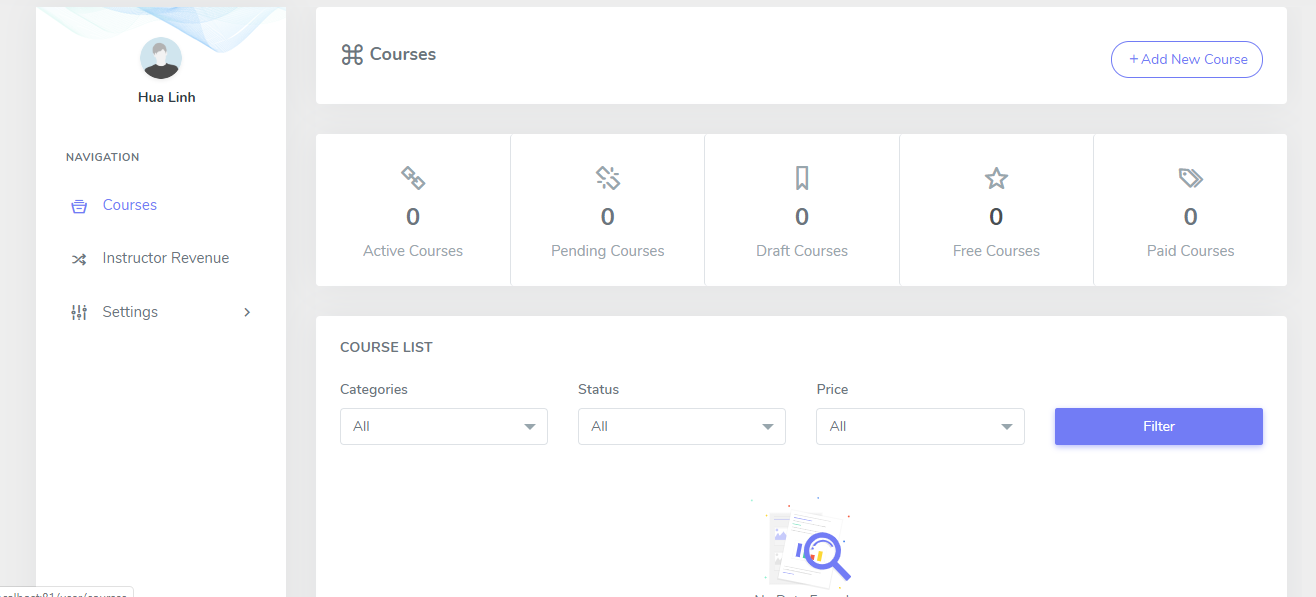 Hua Linh
NAVIGATION
Courses
Instructor Revenue
Settings
Courses
+ Add New Course
0
Active Courses
0
Pending Courses
0
Draft Courses
0
Free Courses
0
Paid Courses
COURSE LIST
Categories
All
Status
All
Price
All
Filter